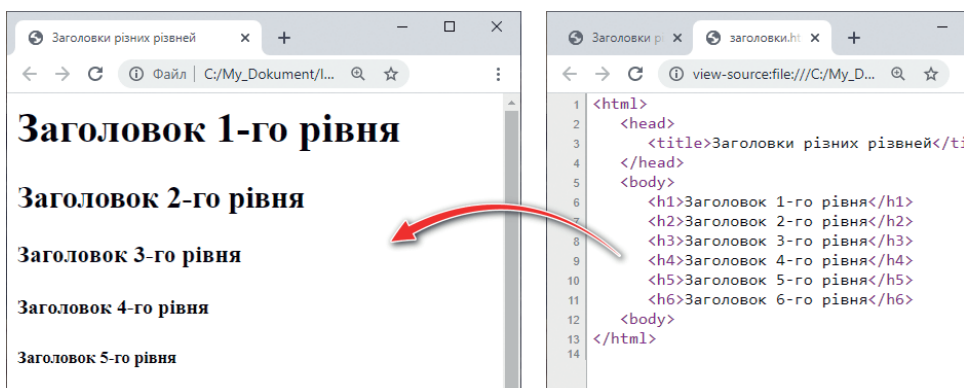 Заголовки різних різвней
Файл | C:/My_Dokument/I...
Заголовок 1-го рівня
Заголовок 2-го рівня
Заголовок 3-го рівня
Заголовок 4-го рівня
Заголовок 5-го рівня
Заголовки рі
заголовки.ht
view-source:file:///C:/My_D...
1 <html>
2 <head>
3 <title>Заголовки різних різвней</ti
4 </head>
5 <body>
6 <h1>Заголовок 1-го рівня</h1>
7 <h2>Заголовок 2-го рівня</h2>
8 <h3>Заголовок 3-го рівня</h3>
9 <h4>Заголовок 4-го рівня</h4>
10 <h5>Заголовок 5-го рівня</h5>
11 <h6>Заголовок 6-го рівня</h6>
12 <body>
13 </html>
14